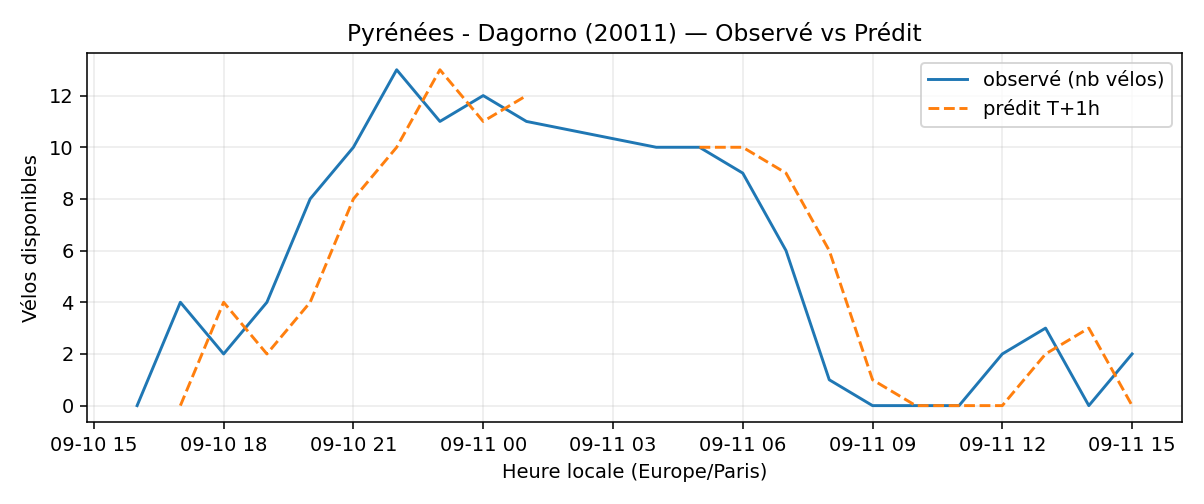 Pyrénées - Dagorno (20011) — Observé vs Prédit
observé (nb vélos)
prédit T+1h
Vélos disponibles
12
10
8
6
4
2
0
09-10 15 09-10 18 09-10 21 09-11 00 09-11 03 09-11 06 09-11 09 09-11 12 09-11 15
Heure locale (Europe/Paris)